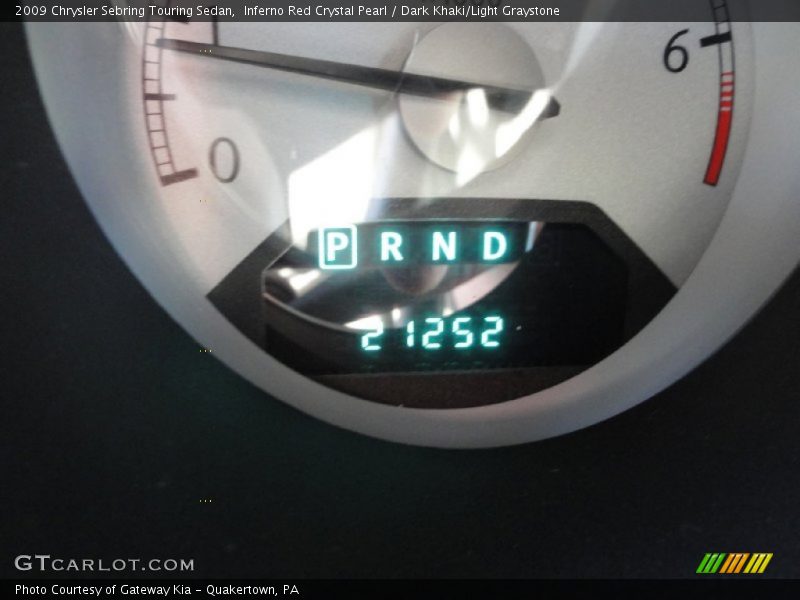 2009 Chrysler Sebring Touring Sedan,  Inferno Red Crystal Pearl / Dark Khaki/Light Graystone
6
0
P R N D
21252
GTCARLOT.COM
Photo Courtesy of Gateway Kia - Quakertown, PA